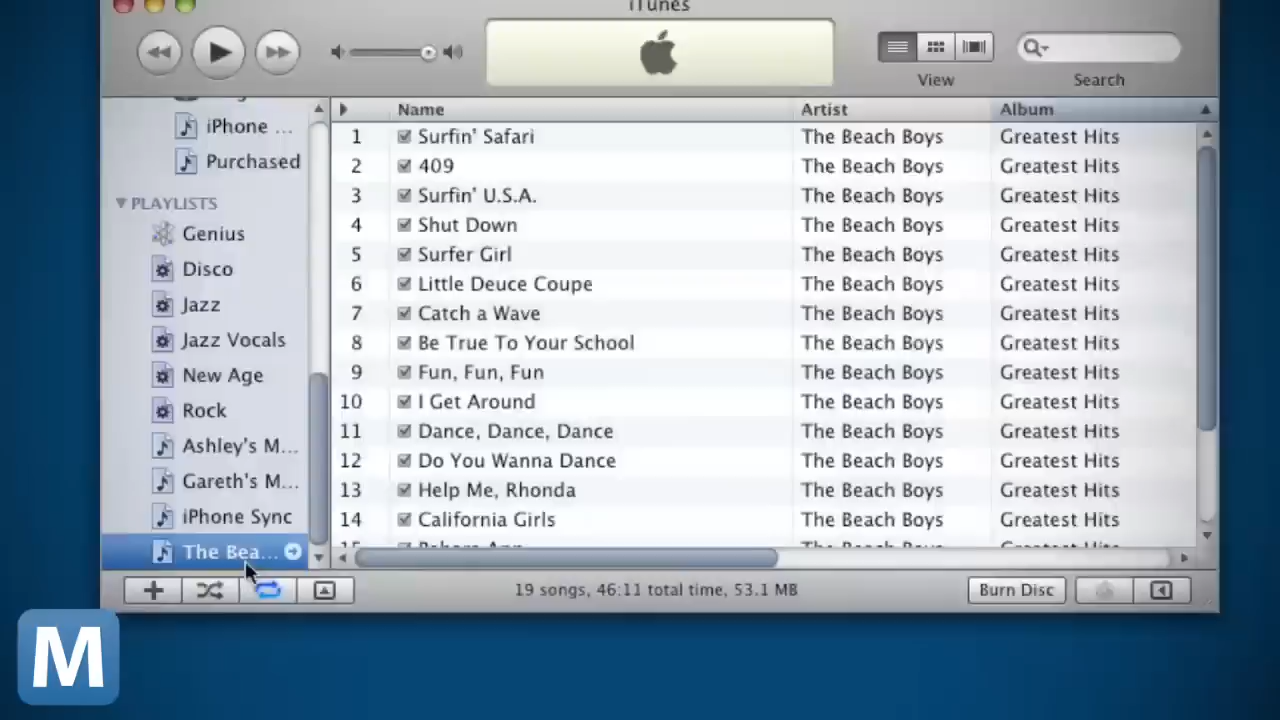 iTunes
View
Search
iPhone ...
Purchased
PLAYLISTS
Genius
Disco
Jazz
Jazz Vocals
New Age
Rock
Ashley's M...
Gareth's M...
iPhone Sync
The Bea...
Name Artist Album
1 Surfin' Safari The Beach Boys Greatest Hits
2 409 The Beach Boys Greatest Hits
3 Surfin' U.S.A. The Beach Boys Greatest Hits
4 Shut Down The Beach Boys Greatest Hits
5 Surfer Girl The Beach Boys Greatest Hits
6 Little Deuce Coupe The Beach Boys Greatest Hits
7 Catch a Wave The Beach Boys Greatest Hits
8 Be True To Your School The Beach Boys Greatest Hits
9 Fun, Fun, Fun The Beach Boys Greatest Hits
10 I Get Around The Beach Boys Greatest Hits
11 Dance, Dance, Dance The Beach Boys Greatest Hits
12 Do You Wanna Dance The Beach Boys Greatest Hits
13 Help Me, Rhonda The Beach Boys Greatest Hits
14 California Girls The Beach Boys Greatest Hits
19 songs, 46:11 total time, 53.1 MB
Burn Disc
M